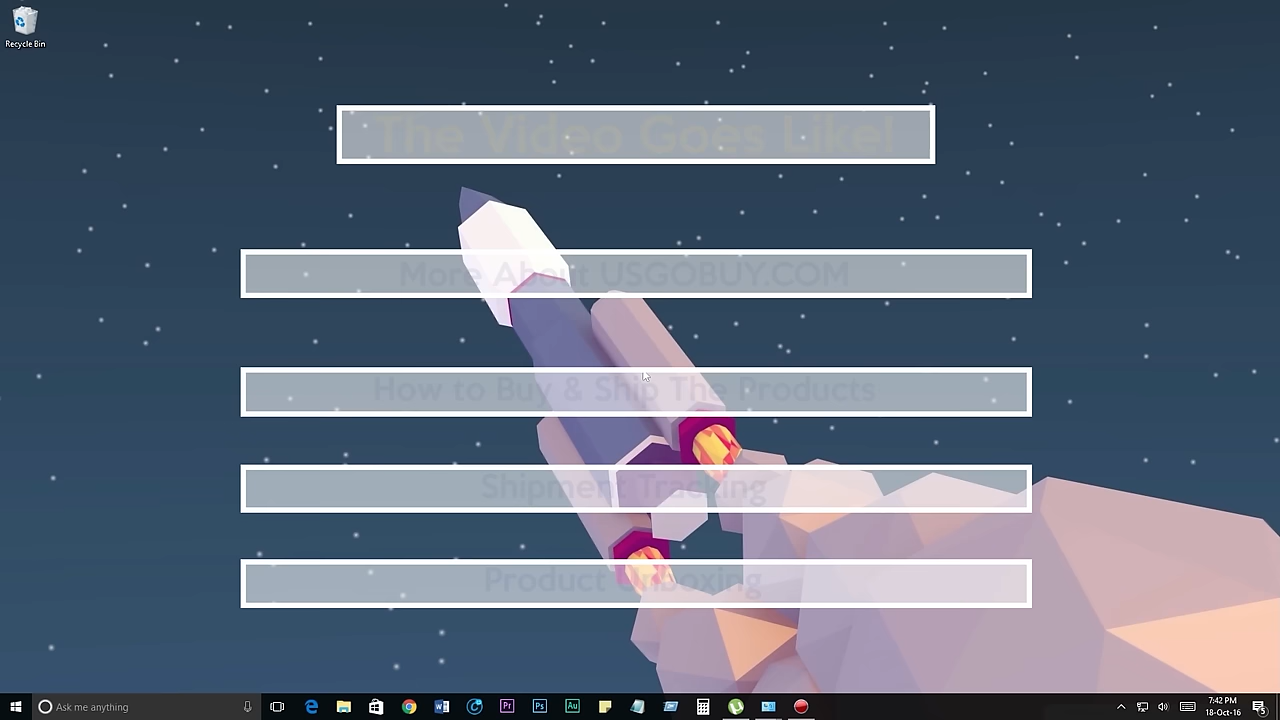 Recycle Bin
The Video Goes Like!
More About USGOBUY.COM
How to Buy & Ship The Products
Shipment Tracking
Product Unboxing
Ask me anything
7:42 PM
18-Oct-16